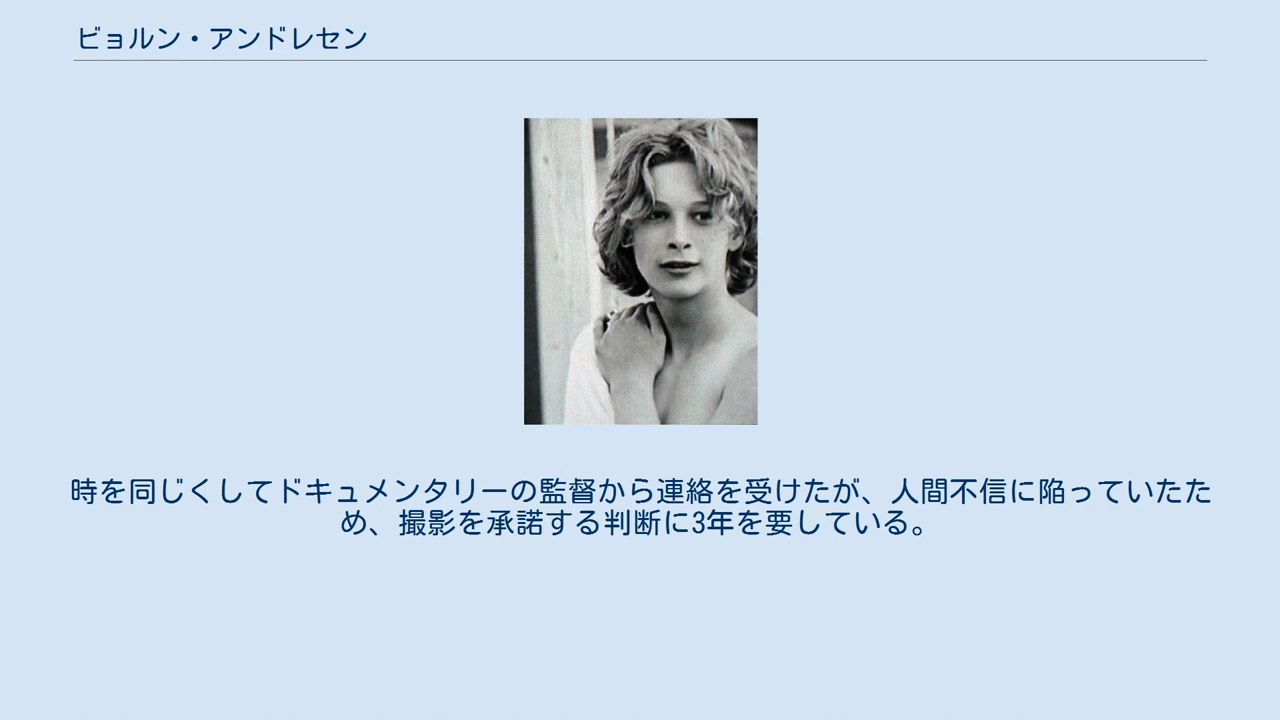 ビョルン・アンドレセン
時を同じくしてドキュメンタリーの監督から連絡を受けたが、人間不信に陥っていたた
め、撮影を承諾する判断に3年を要している。